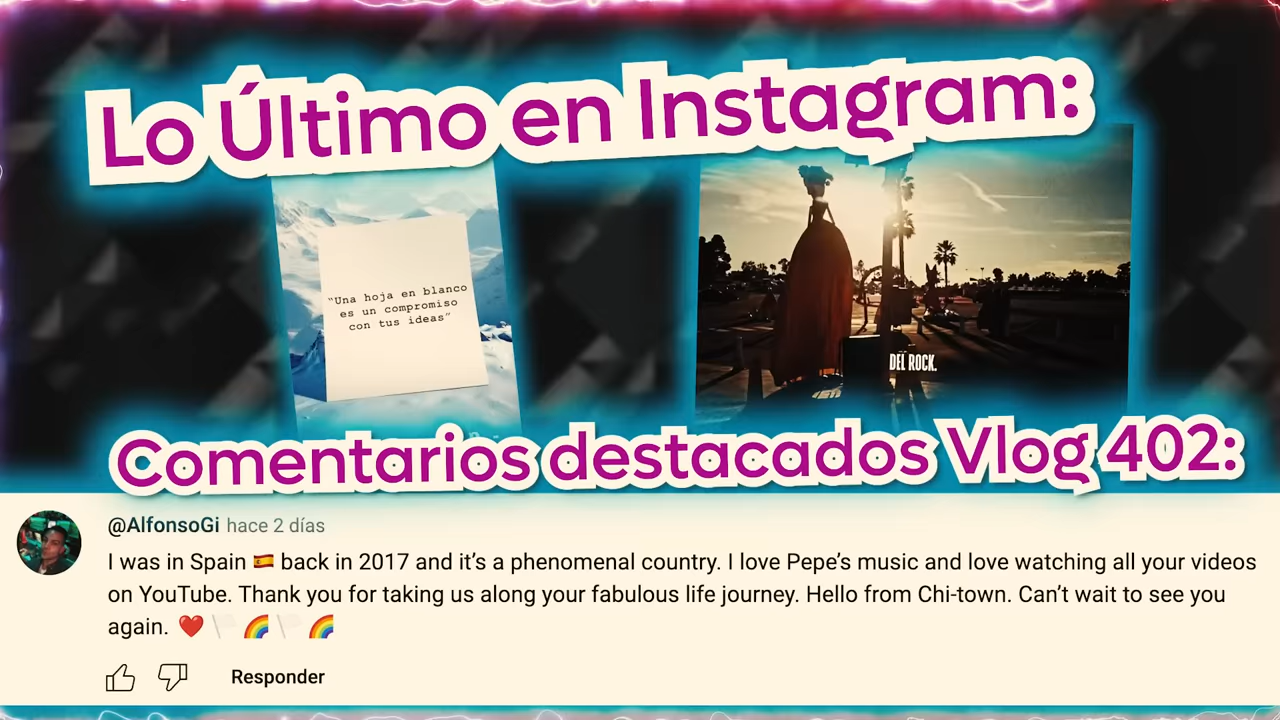 Lo Último en Instagram:
“Una hoja en blanco
es un compromiso
con tus ideas”
DEL ROCK.
Comentarios destacados Vlog 402:
@AlfonsoGi hace 2 días
I was in Spain 🇪🇸 back in 2017 and it’s a phenomenal country. I love Pepe’s music and love watching all your videos
on YouTube. Thank you for taking us along your fabulous life journey. Hello from Chi-town. Can’t wait to see you
again. ❤️🏳️🌈🏳️🌈
Responder